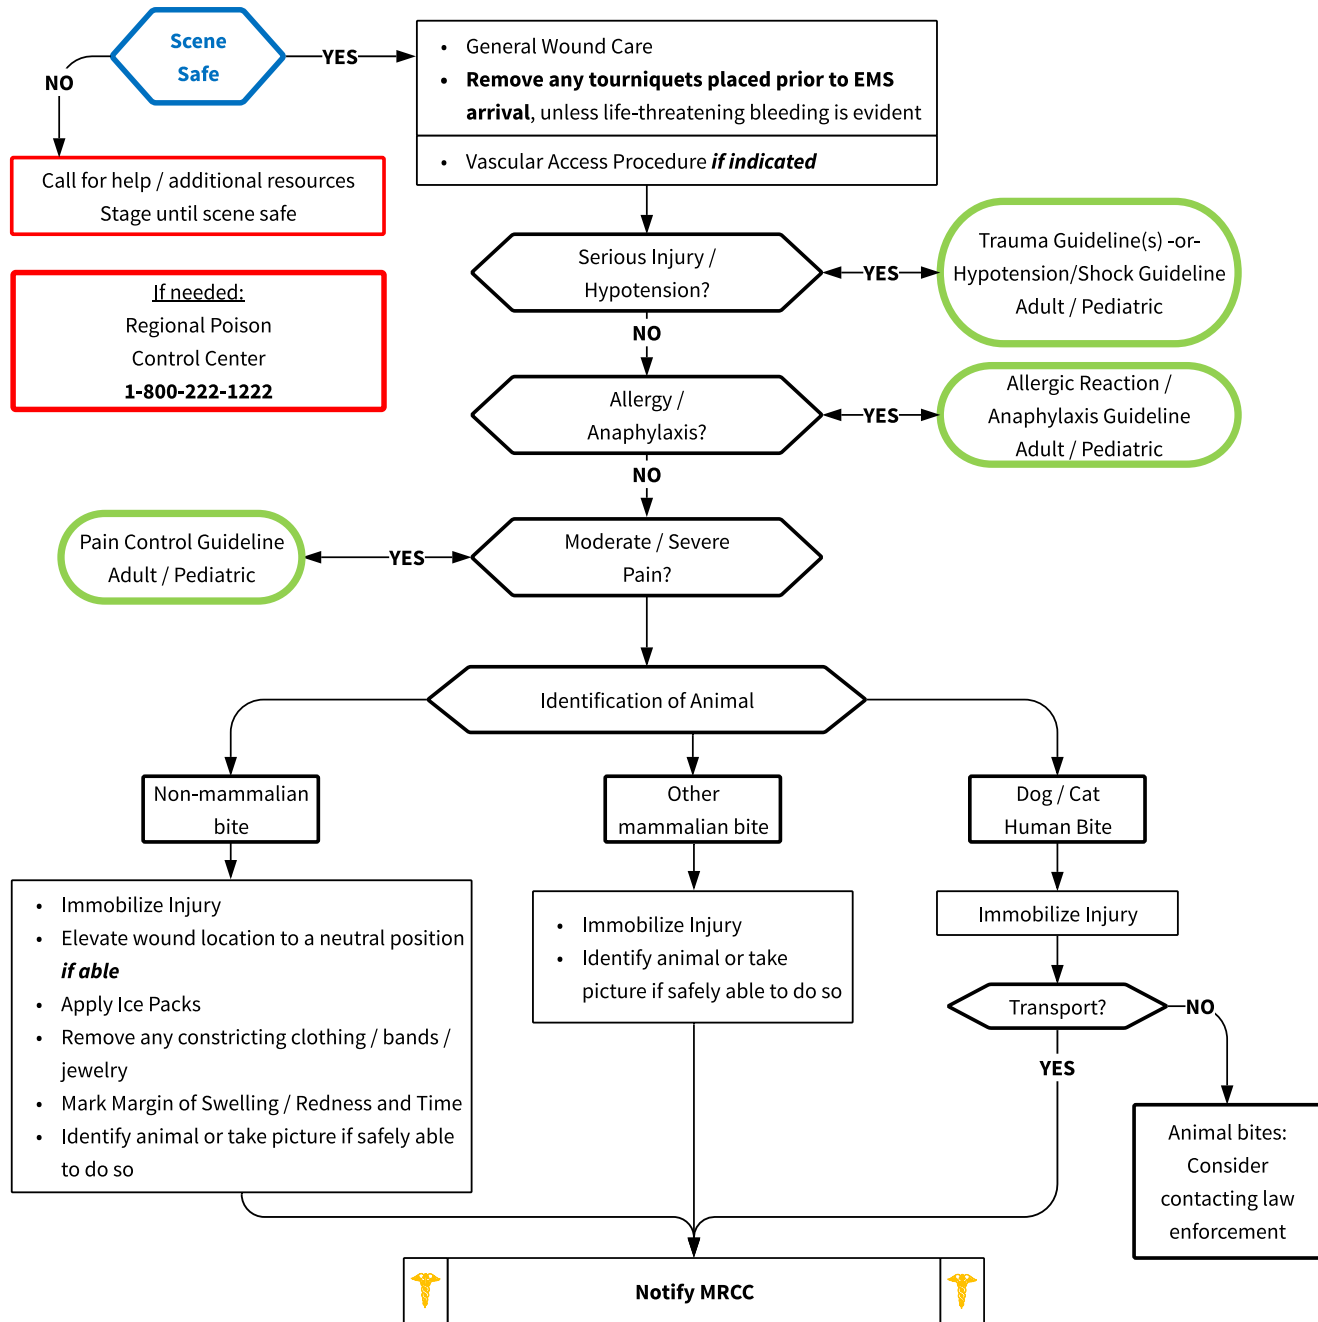 Scene
Safe
YES
NO
• General Wound Care
• Remove any tourniquets placed prior to EMS
arrival, unless life-threatening bleeding is evident
• Vascular Access Procedure if indicated
Call for help / additional resources
Stage until scene safe
If needed:
Regional Poison
Control Center
1-800-222-1222
Serious Injury /
Hypotension?
YES
Trauma Guideline(s) -or-
Hypotension/Shock Guideline
Adult / Pediatric
NO
Allergy /
Anaphylaxis?
YES
Allergic Reaction /
Anaphylaxis Guideline
Adult / Pediatric
NO
Moderate / Severe
Pain?
YES
Pain Control Guideline
Adult / Pediatric
Identification of Animal
Non-mammalian
bite
Other
mammalian bite
Dog / Cat
Human Bite
• Immobilize Injury
• Elevate wound location to a neutral position
if able
• Apply Ice Packs
• Remove any constricting clothing / bands /
jewelry
• Mark Margin of Swelling / Redness and Time
• Identify animal or take picture if safely able
to do so
• Immobilize Injury
• Identify animal or take
picture if safely able to do so
Immobilize Injury
Transport?
NO
YES
Animal bites:
Consider
contacting law
enforcement
Notify MRCC